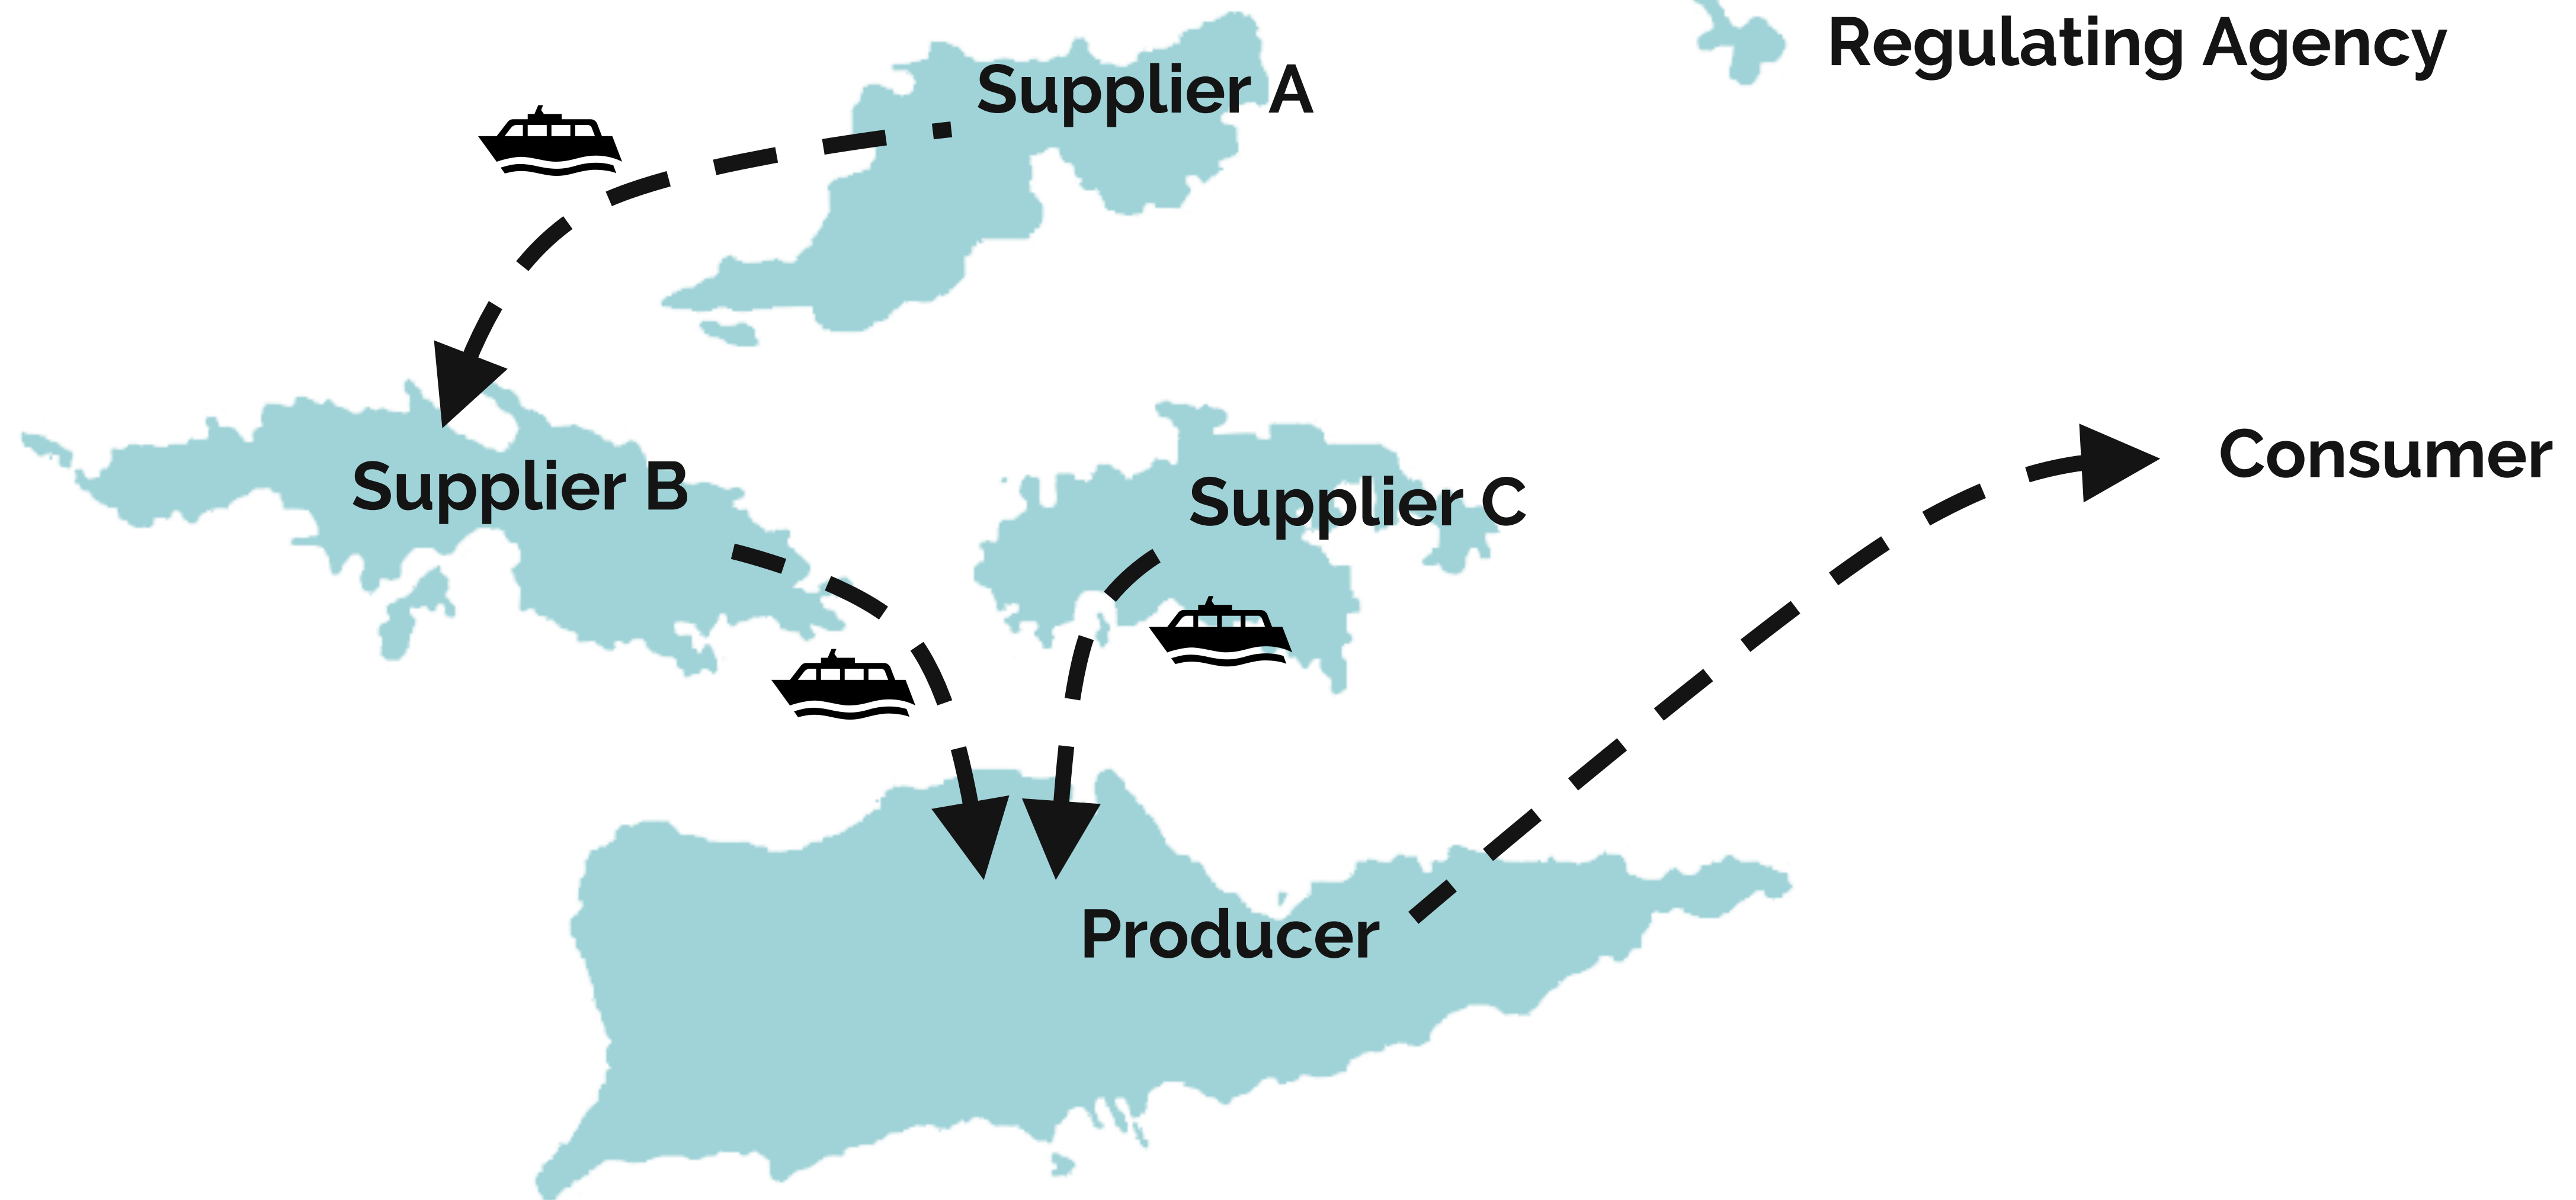 Regulating Agency
Supplier A
Consumer
Supplier B
Supplier C
Producer